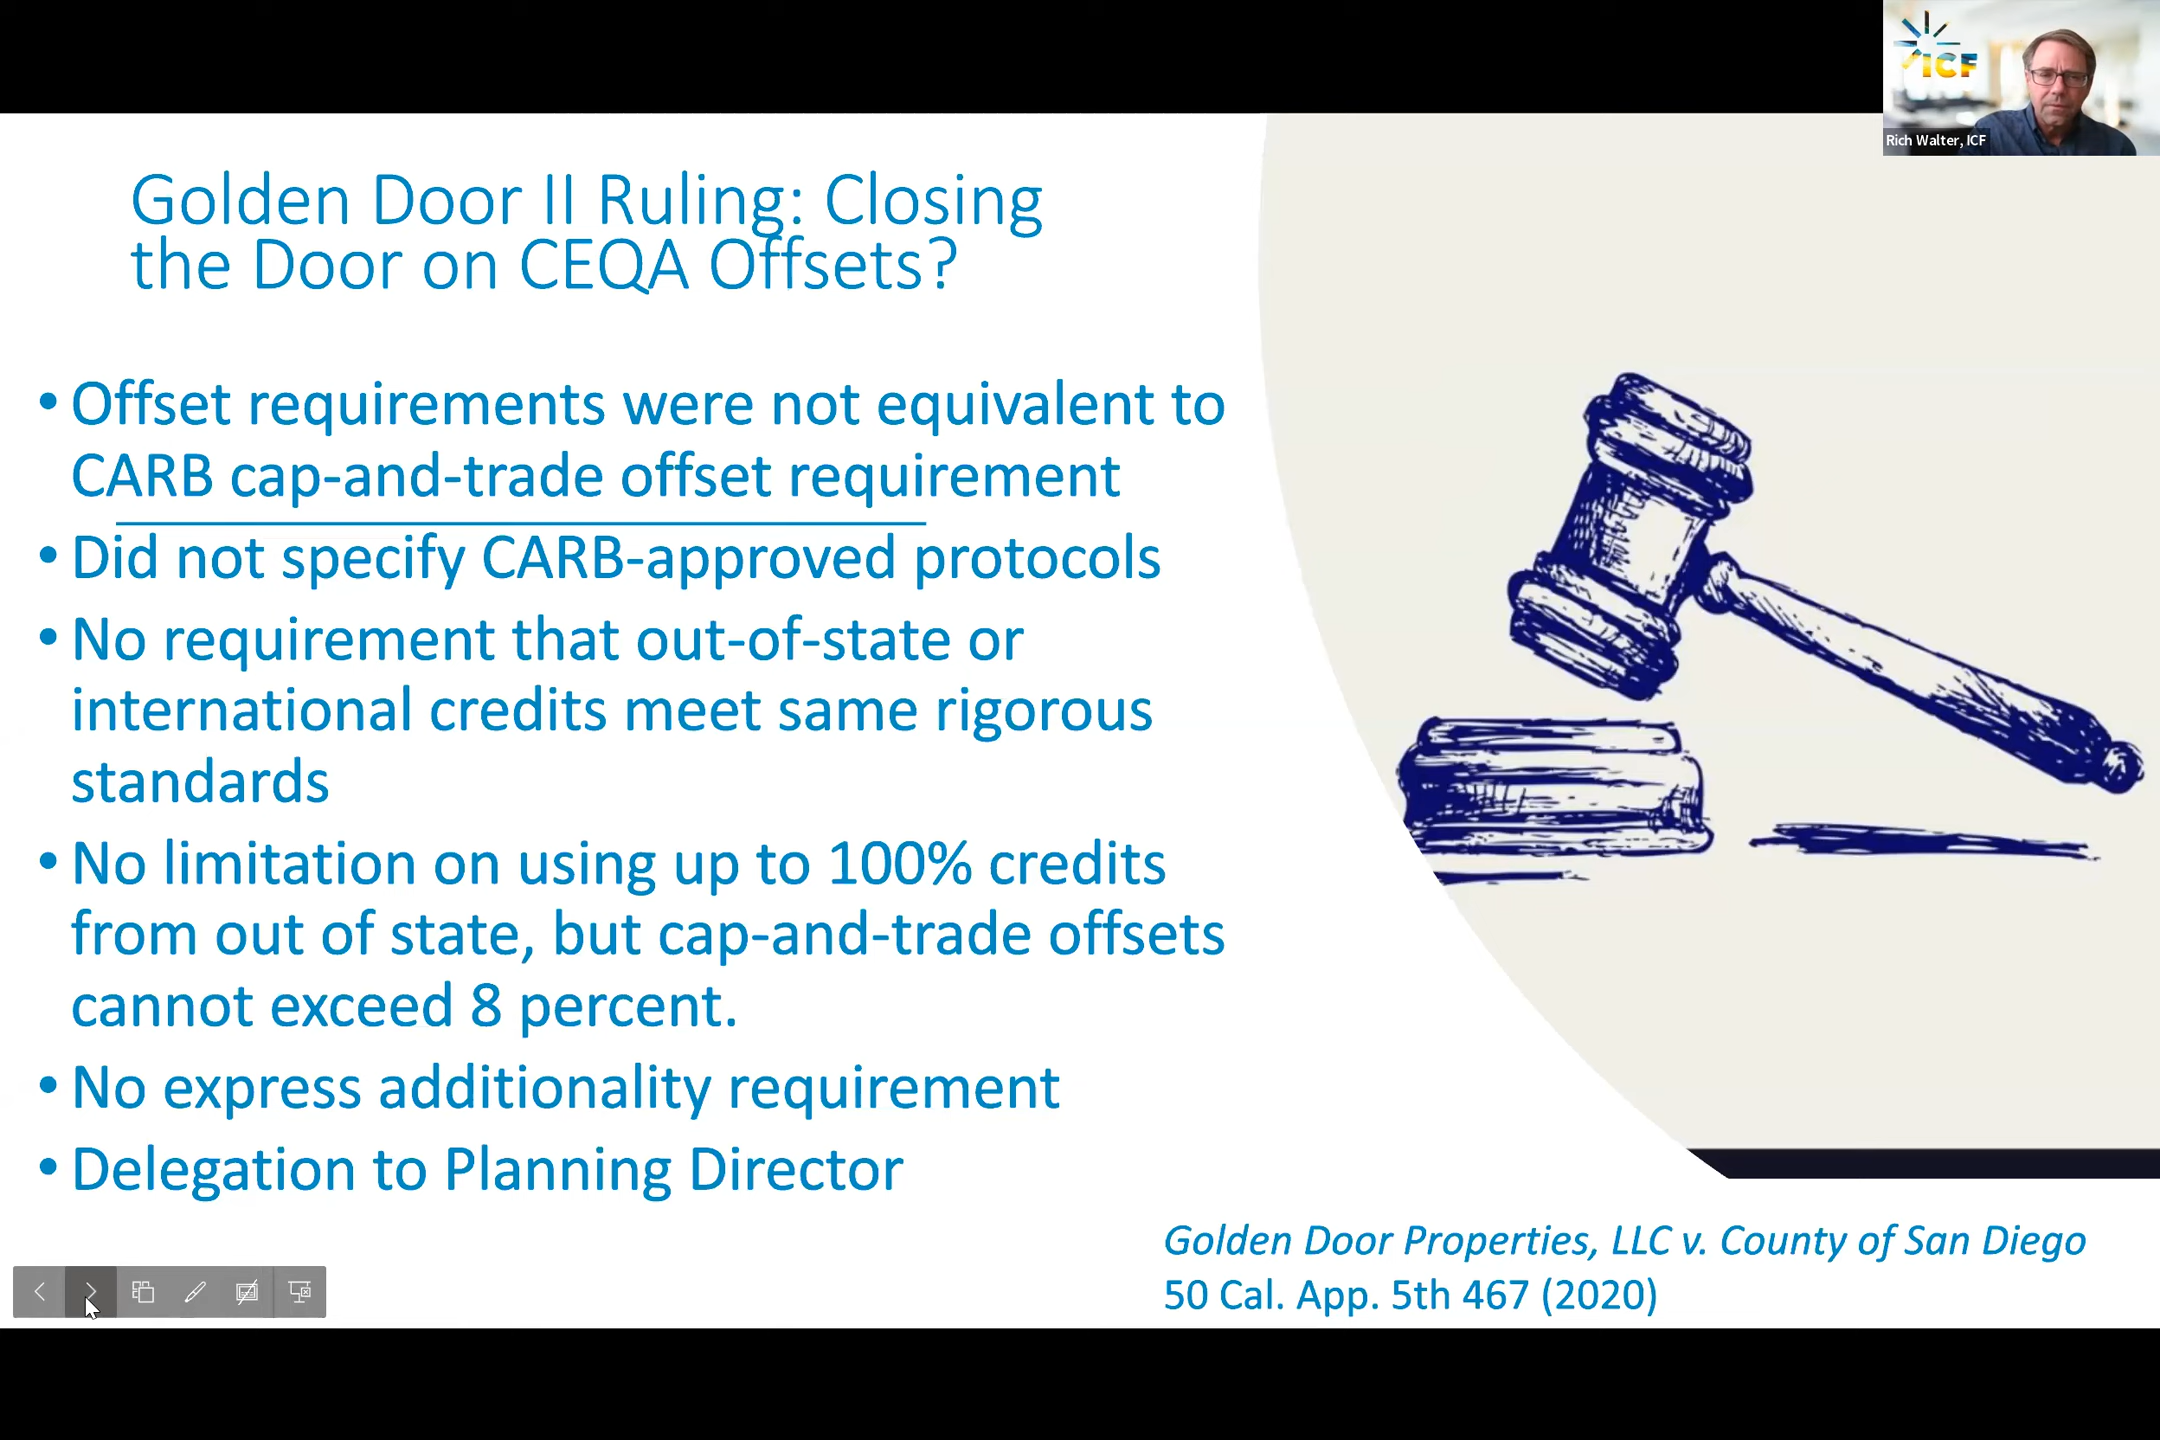 ICF
Rich Walter, ICF
Golden Door II Ruling: Closing
the Door on CEQA Offsets?
• Offset requirements were not equivalent to
CARB cap-and-trade offset requirement
• Did not specify CARB-approved protocols
• No requirement that out-of-state or
international credits meet same rigorous
standards
• No limitation on using up to 100% credits
from out of state, but cap-and-trade offsets
cannot exceed 8 percent.
• No express additionality requirement
• Delegation to Planning Director
Golden Door Properties, LLC v. County of San Diego
50 Cal. App. 5th 467 (2020)